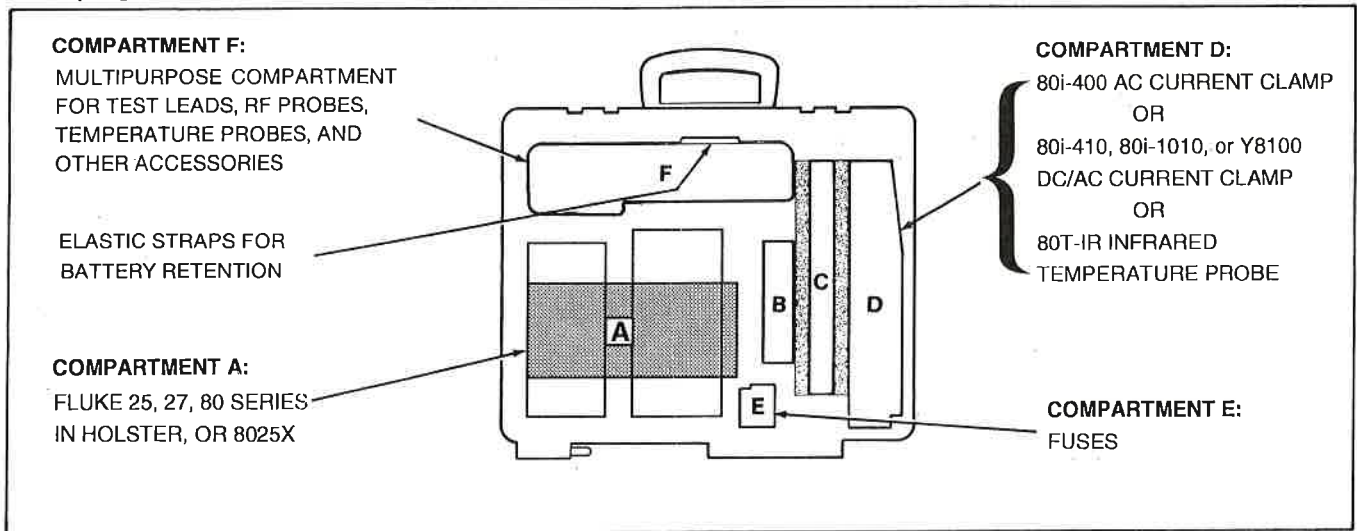 COMPARTMENT F:
MULTIPURPOSE COMPARTMENT
FOR TEST LEADS, RF PROBES,
TEMPERATURE PROBES, AND
OTHER ACCESSORIES
ELASTIC STRAPS FOR
BATTERY RETENTION
COMPARTMENT A:
FLUKE 25, 27, 80 SERIES
IN HOLSTER, OR 8025X
F
A
B
C
D
E
COMPARTMENT D:
80i-400 AC CURRENT CLAMP
OR
80i-410, 80i-1010, or Y8100
DC/AC CURRENT CLAMP
OR
80T-IR INFRARED
TEMPERATURE PROBE
COMPARTMENT E:
FUSES